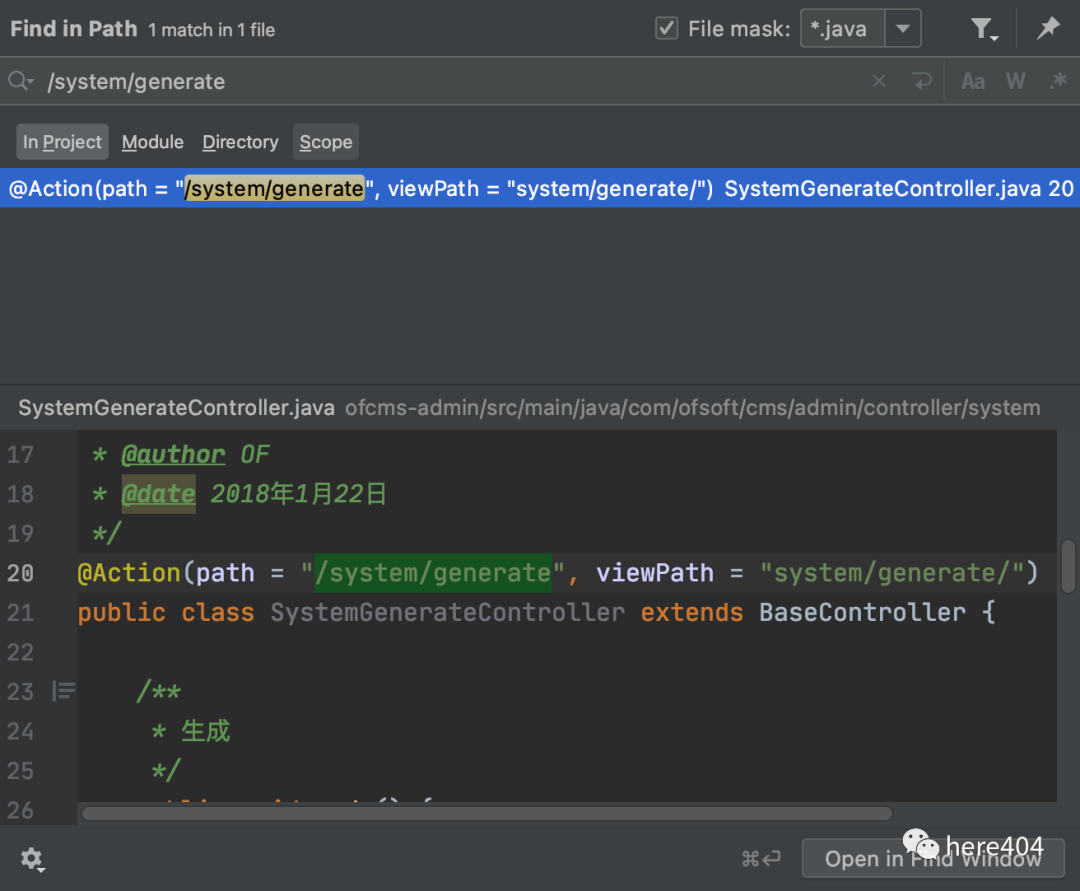 Find in Path 1 match in 1 file File mask: *.java
/system/generate Aa W .*
In Project Module Directory Scope
@Action(path = "/system/generate", viewPath = "system/generate/") SystemGenerateController.java 20
SystemGenerateController.java ofcms-admin/src/main/java/com/ofsoft/cms/admin/controller/system
17 * @author OF
18 * @date 2018年1月22日
19 */
20 @Action(path = "/system/generate", viewPath = "system/generate/")
21 public class SystemGenerateController extends BaseController {
22
23 /**
24 * 生成
25 */
26
⌘⏎ Open in Find Window
here404